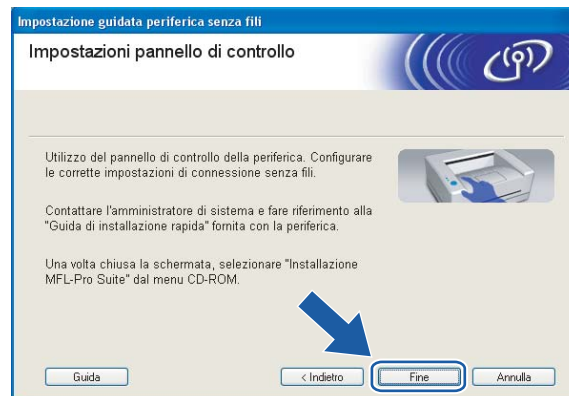 Impostazione guidata periferica senza fili
Impostazioni pannello di controllo
Utilizzo del pannello di controllo della periferica. Configurare
le corrette impostazioni di connessione senza fili.
Contattare l'amministratore di sistema e fare riferimento alla
"Guida di installazione rapida" fornita con la periferica.
Una volta chiusa la schermata, selezionare "Installazione
MFL-Pro Suite" dal menu CD-ROM.
Guida
< Indietro
Fine
Annulla